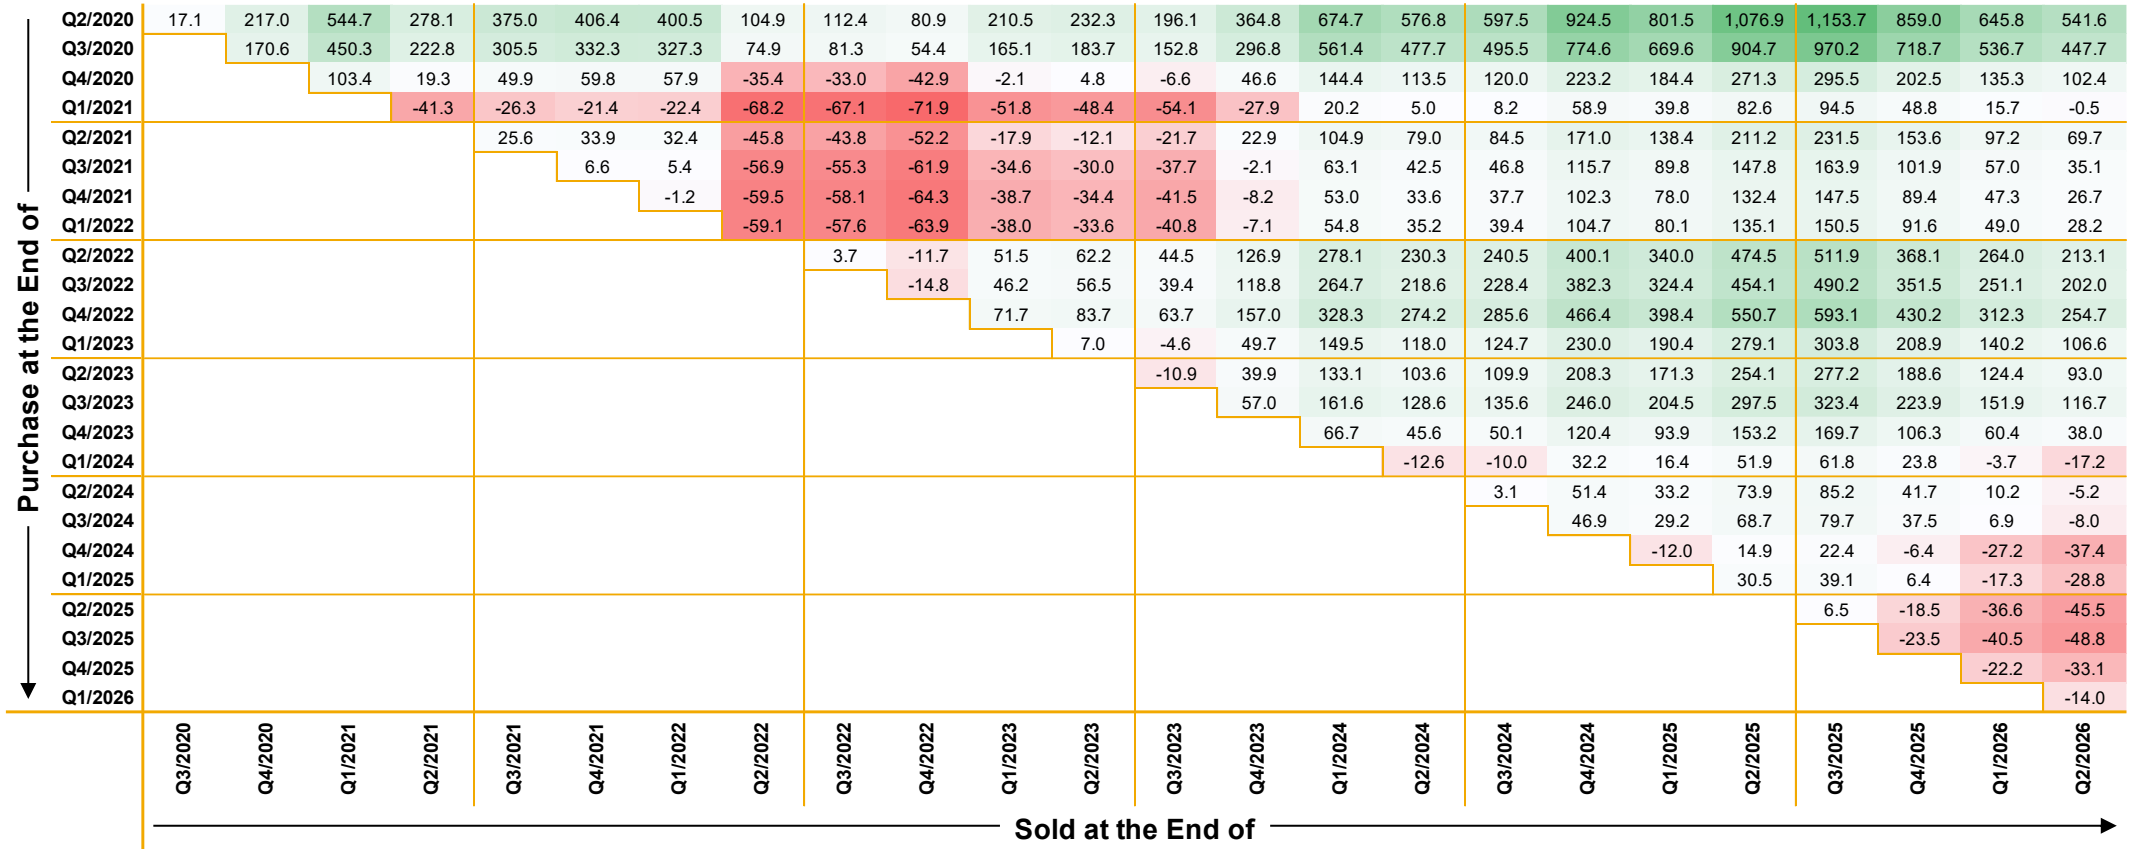 Purchase at the End of
Q2/2020 17.1 217.0 544.7 278.1 375.0 406.4 400.5 104.9 112.4 80.9 210.5 232.3 196.1 364.8 674.7 576.8 597.5 924.5 801.5 1,076.9 1,153.7 859.0 645.8 541.6
Q3/2020 170.6 450.3 222.8 305.5 332.3 327.3 74.9 81.3 54.4 165.1 183.7 152.8 296.8 561.4 477.7 495.5 774.6 669.6 904.7 970.2 718.7 536.7 447.7
Q4/2020 103.4 19.3 49.9 59.8 57.9 -35.4 -33.0 -42.9 -2.1 4.8 -6.6 46.6 144.4 113.5 120.0 223.2 184.4 271.3 295.5 202.5 135.3 102.4
Q1/2021 -41.3 -26.3 -21.4 -22.4 -68.2 -67.1 -71.9 -51.8 -48.4 -54.1 -27.9 20.2 5.0 8.2 58.9 39.8 82.6 94.5 48.8 15.7 -0.5
Q2/2021 25.6 33.9 32.4 -45.8 -43.8 -52.2 -17.9 -12.1 -21.7 22.9 104.9 79.0 84.5 171.0 138.4 211.2 231.5 153.6 97.2 69.7
Q3/2021 6.6 5.4 -56.9 -55.3 -61.9 -34.6 -30.0 -37.7 -2.1 63.1 42.5 46.8 115.7 89.8 147.8 163.9 101.9 57.0 35.1
Q4/2021 -1.2 -59.5 -58.1 -64.3 -38.7 -34.4 -41.5 -8.2 53.0 33.6 37.7 102.3 78.0 132.4 147.5 89.4 47.3 26.7
Q1/2022 -59.1 -57.6 -63.9 -38.0 -33.6 -40.8 -7.1 54.8 35.2 39.4 104.7 80.1 135.1 150.5 91.6 49.0 28.2
Q2/2022 3.7 -11.7 51.5 62.2 44.5 126.9 278.1 230.3 240.5 400.1 340.0 474.5 511.9 368.1 264.0 213.1
Q3/2022 -14.8 46.2 56.5 39.4 118.8 264.7 218.6 228.4 382.3 324.4 454.1 490.2 351.5 251.1 202.0
Q4/2022 71.7 83.7 63.7 157.0 328.3 274.2 285.6 466.4 398.4 550.7 593.1 430.2 312.3 254.7
Q1/2023 7.0 -4.6 49.7 149.5 118.0 124.7 230.0 190.4 279.1 303.8 208.9 140.2 106.6
Q2/2023 -10.9 39.9 133.1 103.6 109.9 208.3 171.3 254.1 277.2 188.6 124.4 93.0
Q3/2023 57.0 161.6 128.6 135.6 246.0 204.5 297.5 323.4 223.9 151.9 116.7
Q4/2023 66.7 45.6 50.1 120.4 93.9 153.2 169.7 106.3 60.4 38.0
Q1/2024 -12.6 -10.0 32.2 16.4 51.9 61.8 23.8 -3.7 -17.2
Q2/2024 3.1 51.4 33.2 73.9 85.2 41.7 10.2 -5.2
Q3/2024 46.9 29.2 68.7 79.7 37.5 6.9 -8.0
Q4/2024 -12.0 14.9 22.4 -6.4 -27.2 -37.4
Q1/2025 30.5 39.1 6.4 -17.3 -28.8
Q2/2025 6.5 -18.5 -36.6 -45.5
Q3/2025 -23.5 -40.5 -48.8
Q4/2025 -22.2 -33.1
Q1/2026 -14.0
Q3/2020 Q4/2020 Q1/2021 Q2/2021 Q3/2021 Q4/2021 Q1/2022 Q2/2022 Q3/2022 Q4/2022 Q1/2023 Q2/2023 Q3/2023 Q4/2023 Q1/2024 Q2/2024 Q3/2024 Q4/2024 Q1/2025 Q2/2025 Q3/2025 Q4/2025 Q1/2026 Q2/2026
Sold at the End of